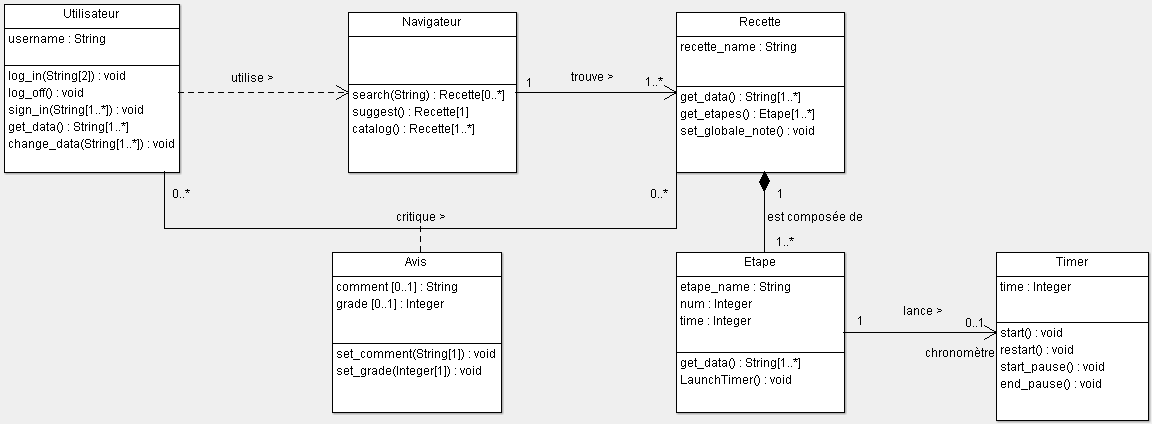 Utilisateur
username : String
log_in(String[2]) : void
log_off() : void
sign_in(String[1..*]) : void
get_data() : String[1..*]
change_data(String[1..*]) : void
utilise >
Navigateur
search(String) : Recette[0..*]
suggest() : Recette[1]
catalog() : Recette[1..*]
1
trouve >
1..*
Recette
recette_name : String
get_data() : String[1..*]
get_etapes() : Etape[1..*]
set_globale_note() : void
0..*
critique >
0..*
1
est composée de
1..*
Avis
comment [0..1] : String
grade [0..1] : Integer
set_comment(String[1]) : void
set_grade(Integer[1]) : void
Etape
etape_name : String
num : Integer
time : Integer
get_data() : String[1..*]
LaunchTimer() : void
1
lance >
0..1
chronomètre
Timer
time : Integer
start() : void
restart() : void
start_pause() : void
end_pause() : void